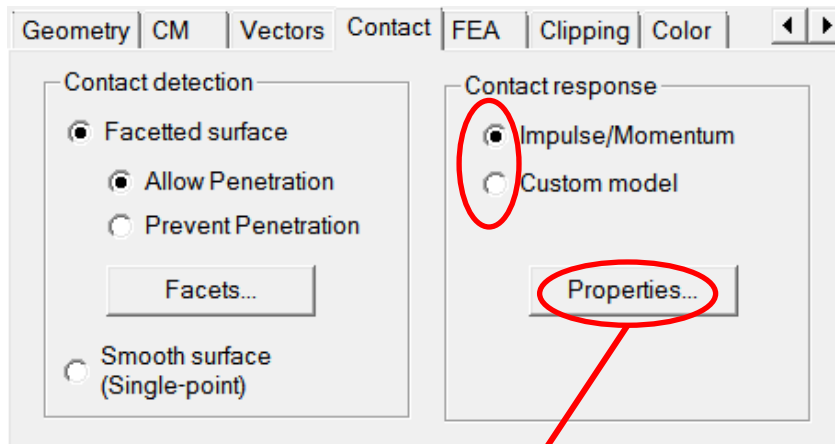 Geometry CM Vectors Contact FEA Clipping Color
Contact detection
Facetted surface
Allow Penetration
Prevent Penetration
Facets...
Smooth surface
(Single-point)
Contact response
Impulse/Momentum
Custom model
Properties...